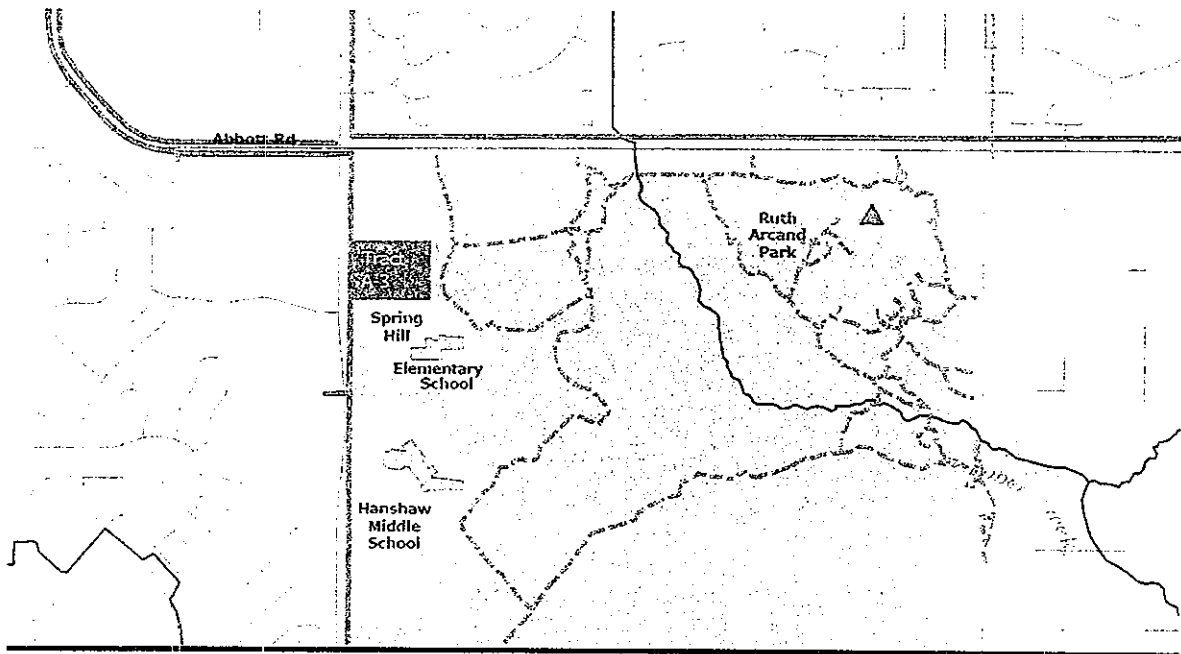 Abbott Rd
Ruth
Arcand
Park
Spring
Hill
Elementary
School
Hanshaw
Middle
School